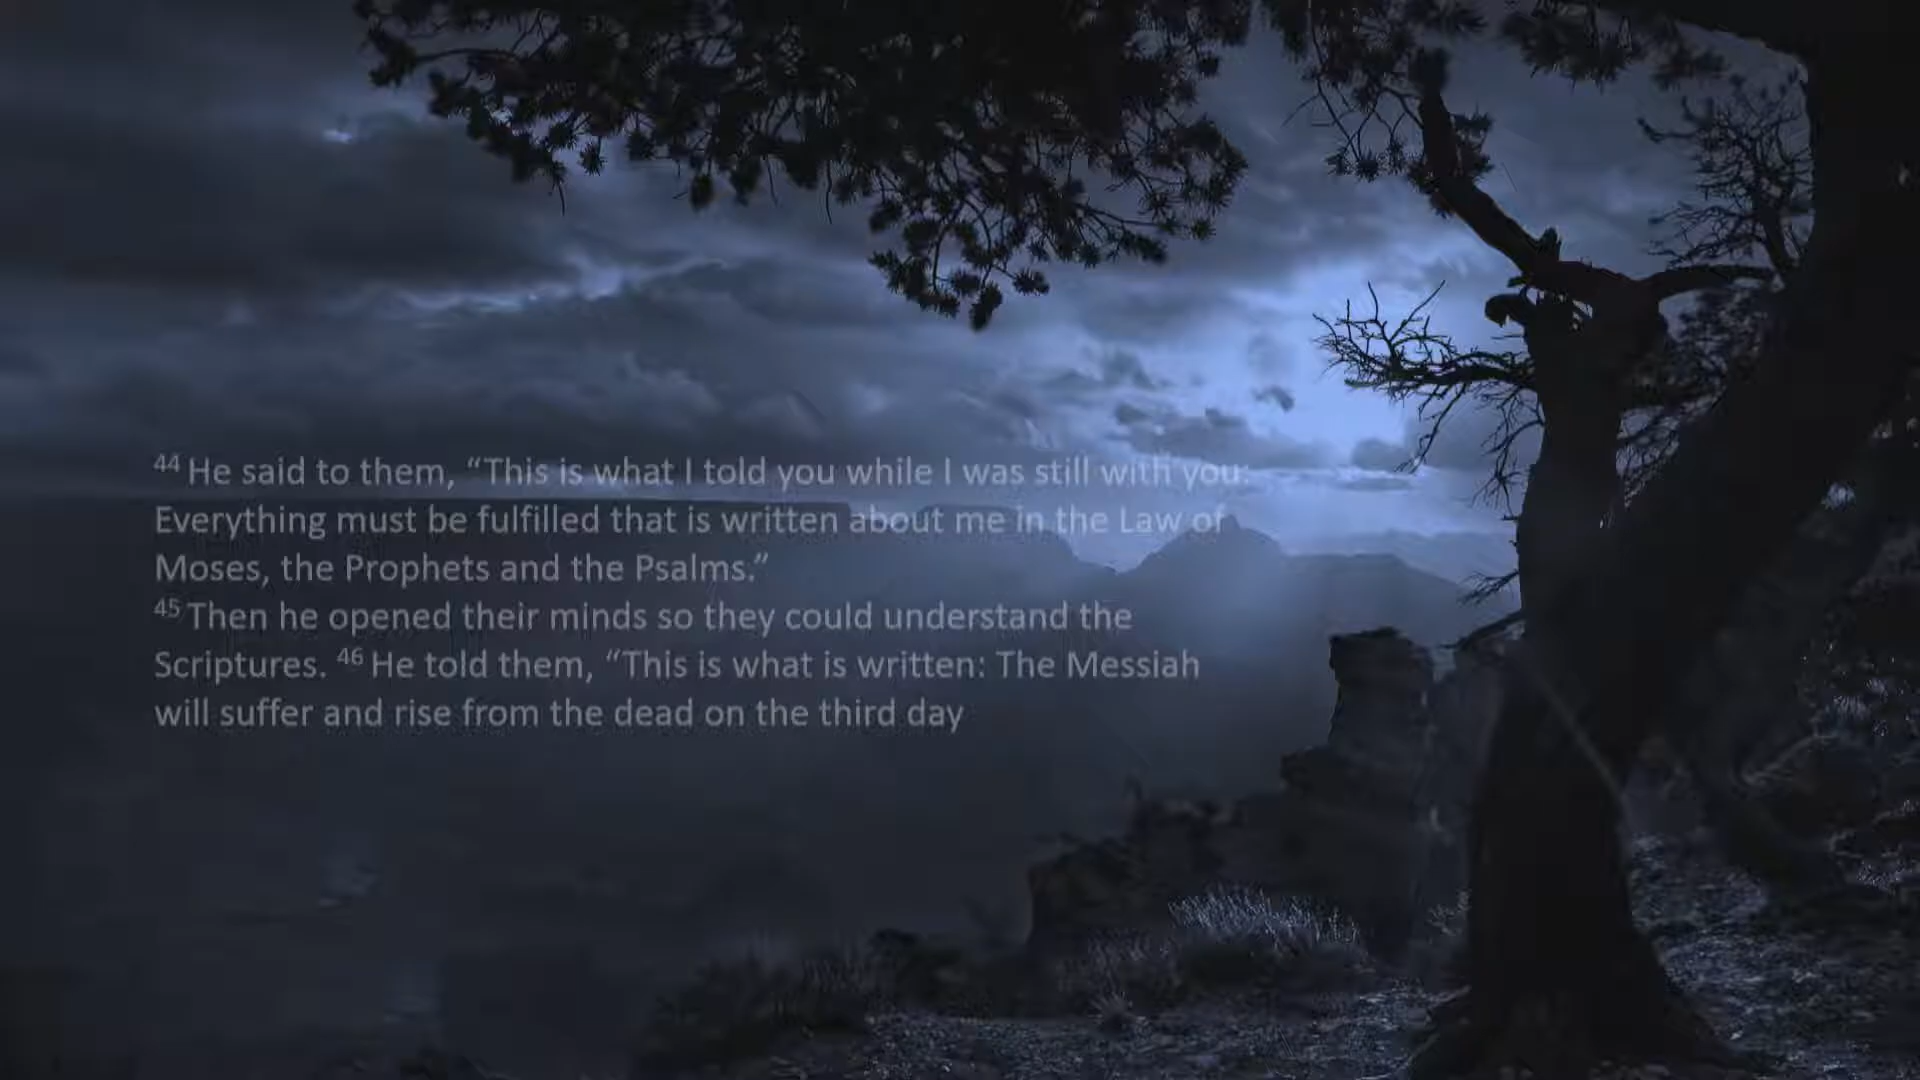 44 He said to them, “This is what I told you while I was still with you:
Everything must be fulfilled that is written about me in the Law of
Moses, the Prophets and the Psalms.”
45 Then he opened their minds so they could understand the
Scriptures. 46 He told them, “This is what is written: The Messiah
will suffer and rise from the dead on the third day